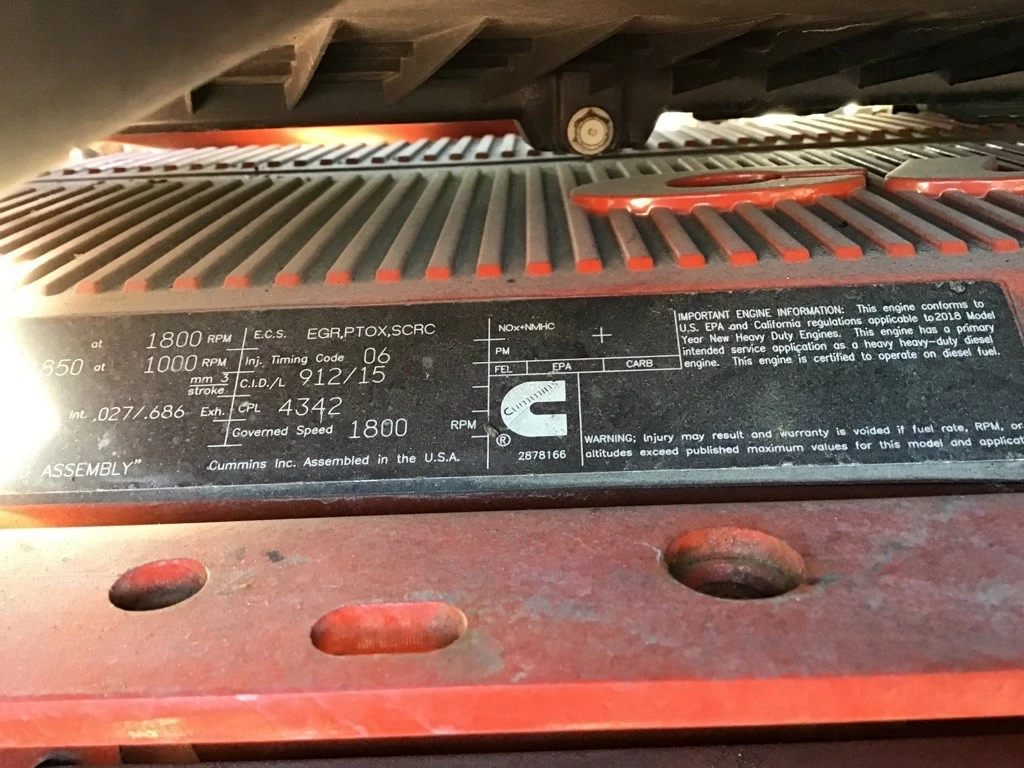 at 1800 RPM
850 at 1000 RPM
mm 3
stroke
Int. .027/.686 Exh.
ASSEMBLY"
E.C.S. EGR,PTOX,SCRC
Inj. Timing Code 06
C.I.D./L 912/15
CPL 4342
Governed Speed 1800 RPM
Cummins Inc. Assembled in the U.S.A.
NOx+NMHC
PM
FEL EPA CARB
Cummins
®
2878166
IMPORTANT ENGINE INFORMATION: This engine conforms to
U.S. EPA and California regulations applicable to 2018 Model
Year New Heavy Duty Engines. This engine has a primary
intended service application as a heavy heavy-duty diesel
engine. This engine is certified to operate on diesel fuel.
WARNING; Injury may result and warranty is voided if fuel rate, RPM, or
altitudes exceed published maximum values for this model and applicat